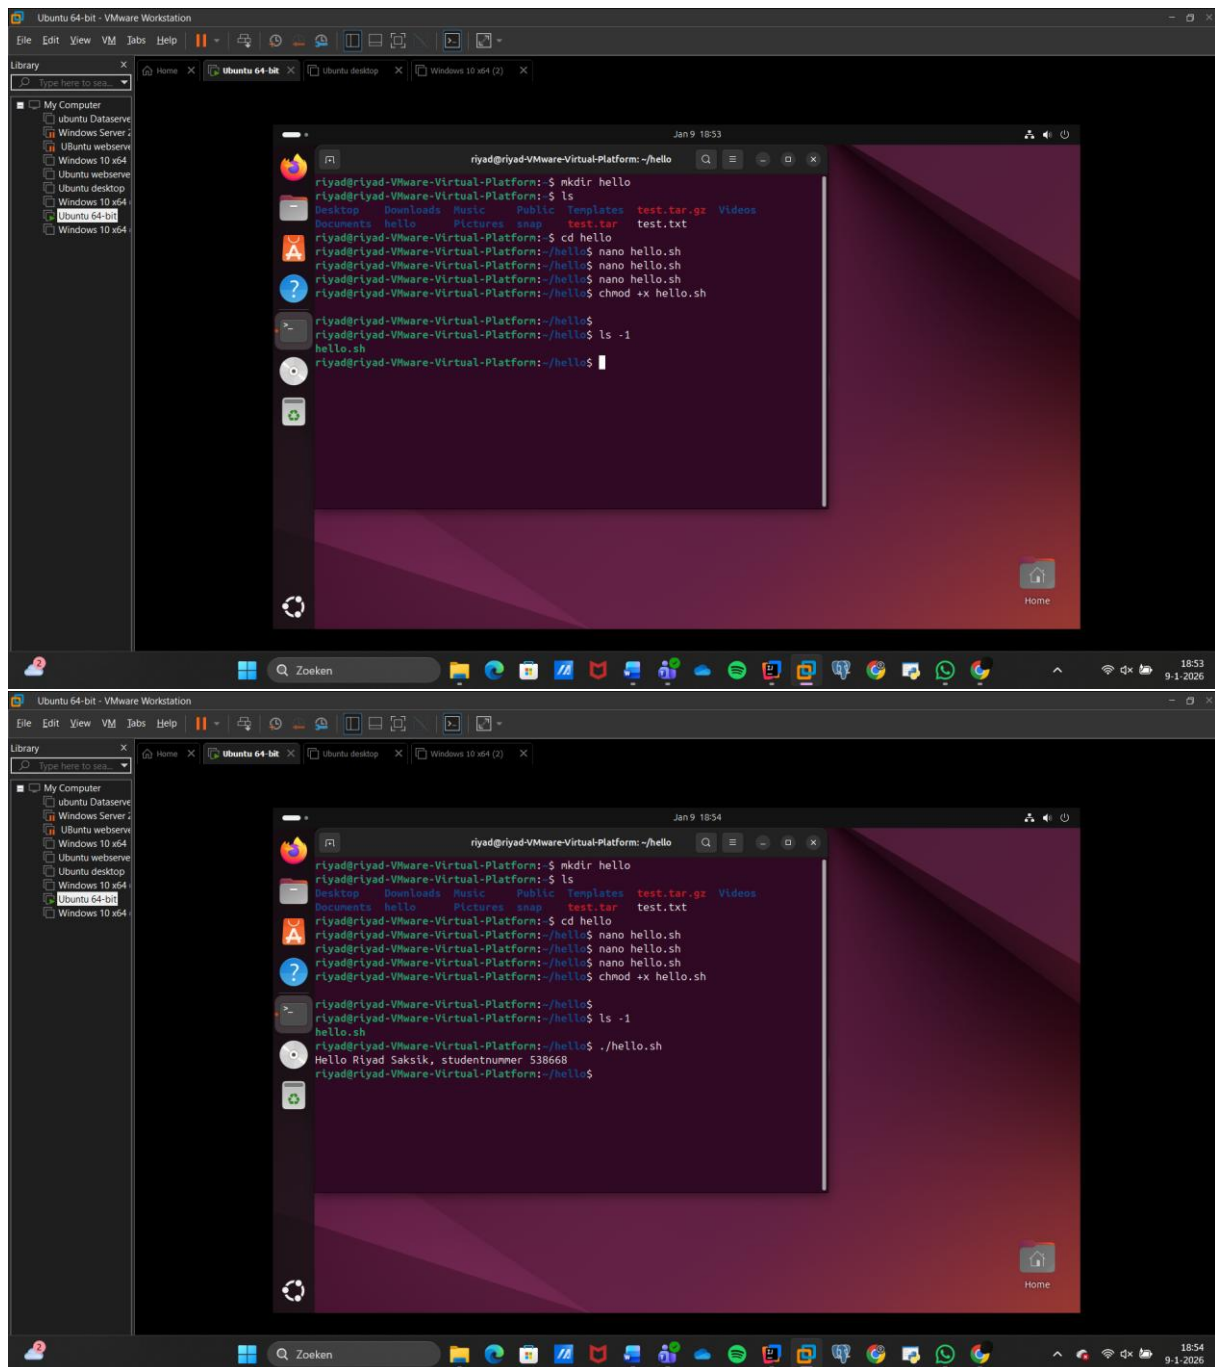 Ubuntu 64-bit - VMware Workstation
File Edit View VM Tabs Help
Library
Home
Ubuntu 64-bit
Ubuntu desktop
Windows 10 x64 (2)
Type here to sea...
My Computer
ubuntu Dataserve
Windows Server 2
UBuntu webserve
Windows 10 x64
Ubuntu webserve
Ubuntu desktop
Windows 10 x64
Ubuntu 64-bit
Windows 10 x64
Jan 9 18:53
riyad@riyad-VMware-Virtual-Platform: ~/hello
riyad@riyad-VMware-Virtual-Platform:~$ mkdir hello
riyad@riyad-VMware-Virtual-Platform:~$ ls
Desktop Downloads Music Public Templates test.tar.gz Videos
Documents hello Pictures snap test.tar test.txt
riyad@riyad-VMware-Virtual-Platform:~$ cd hello
riyad@riyad-VMware-Virtual-Platform:~/hello$ nano hello.sh
riyad@riyad-VMware-Virtual-Platform:~/hello$ nano hello.sh
riyad@riyad-VMware-Virtual-Platform:~/hello$ nano hello.sh
riyad@riyad-VMware-Virtual-Platform:~/hello$ chmod +x hello.sh
riyad@riyad-VMware-Virtual-Platform:~/hello$
riyad@riyad-VMware-Virtual-Platform:~/hello$ ls -1
hello.sh
riyad@riyad-VMware-Virtual-Platform:~/hello$
Home
2
Zoeken
18:53
9-1-2026
Ubuntu 64-bit - VMware Workstation
File Edit View VM Tabs Help
Library
Home
Ubuntu 64-bit
Ubuntu desktop
Windows 10 x64 (2)
Type here to sea...
My Computer
ubuntu Dataserve
Windows Server 2
UBuntu webserve
Windows 10 x64
Ubuntu webserve
Ubuntu desktop
Windows 10 x64
Ubuntu 64-bit
Windows 10 x64
Jan 9 18:54
riyad@riyad-VMware-Virtual-Platform: ~/hello
riyad@riyad-VMware-Virtual-Platform:~$ mkdir hello
riyad@riyad-VMware-Virtual-Platform:~$ ls
Desktop Downloads Music Public Templates test.tar.gz Videos
Documents hello Pictures snap test.tar test.txt
riyad@riyad-VMware-Virtual-Platform:~$ cd hello
riyad@riyad-VMware-Virtual-Platform:~/hello$ nano hello.sh
riyad@riyad-VMware-Virtual-Platform:~/hello$ nano hello.sh
riyad@riyad-VMware-Virtual-Platform:~/hello$ nano hello.sh
riyad@riyad-VMware-Virtual-Platform:~/hello$ chmod +x hello.sh
riyad@riyad-VMware-Virtual-Platform:~/hello$
riyad@riyad-VMware-Virtual-Platform:~/hello$ ls -1
hello.sh
riyad@riyad-VMware-Virtual-Platform:~/hello$ ./hello.sh
Hello Riyad Saksik, studentnummer 538668
riyad@riyad-VMware-Virtual-Platform:~/hello$
Home
2
Zoeken
18:54
9-1-2026